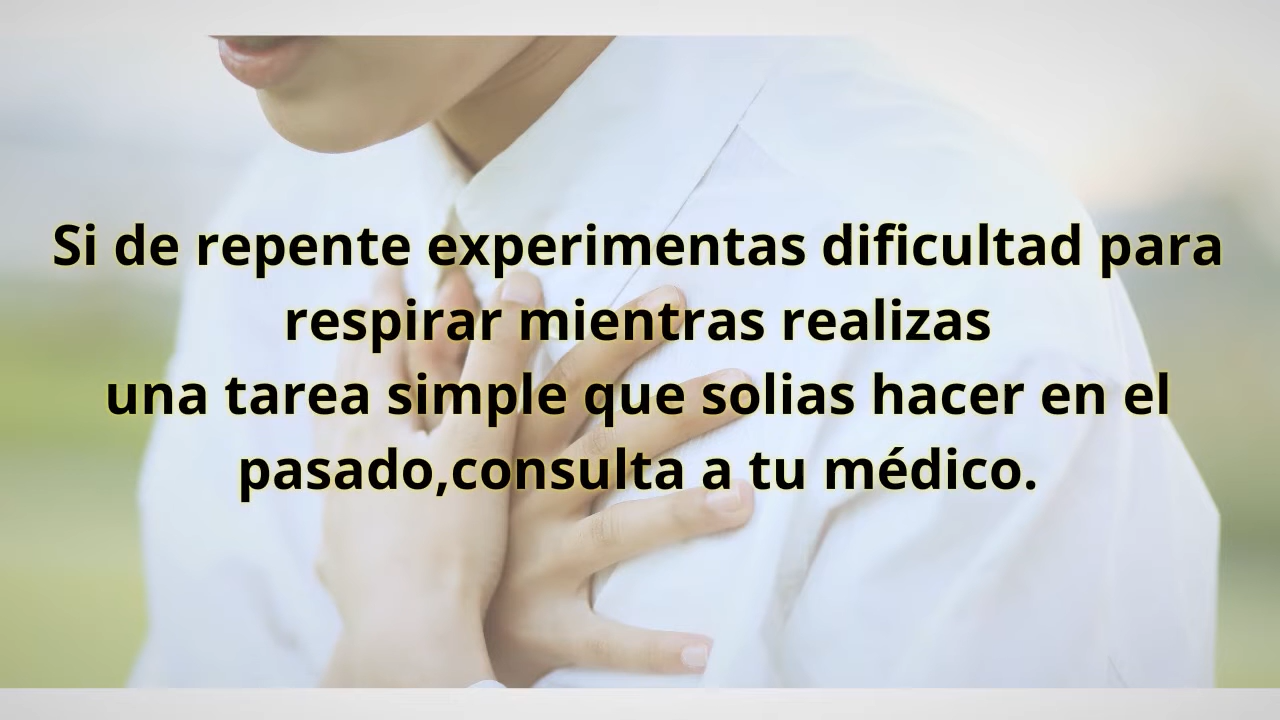 Si de repente experimentas dificultad para
respirar mientras realizas
una tarea simple que solias hacer en el
pasado,consulta a tu médico.